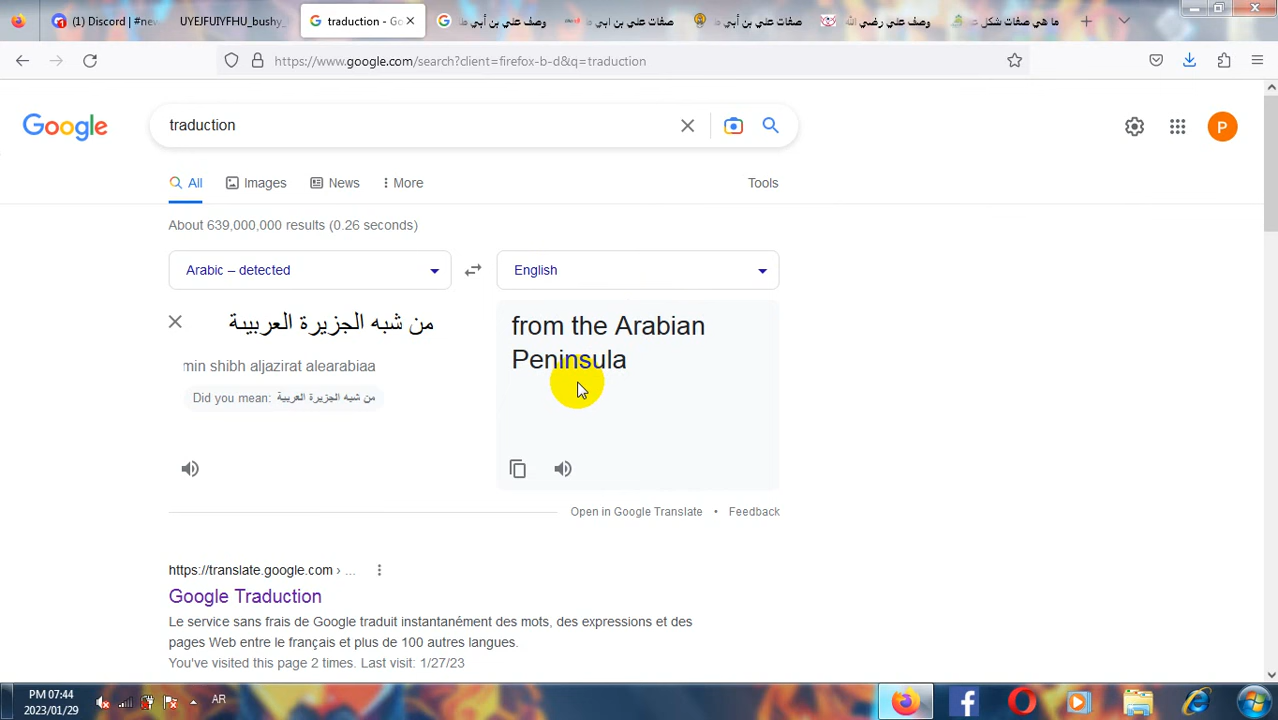 (1) Discord | #nev
UYEJFUIYFHU_bushy_
traduction - Go
وصف علي بن أبي ط
صفات علي بن ابي ط
صفات علي بن أبي ط
وصف علي رضي الله
ما هي صفات شكل ع
https://www.google.com/search?client=firefox-b-d&q=traduction
Google
traduction
P
All
Images
News
More
Tools
About 639,000,000 results (0.26 seconds)
Arabic – detected
English
من شبه الجزيرة العربيىة
from the Arabian
Peninsula
min shibh aljazirat alearabiaa
Did you mean: من شبه الجزيرة العربية
Open in Google Translate • Feedback
https://translate.google.com › ...
Google Traduction
Le service sans frais de Google traduit instantanément des mots, des expressions et des
pages Web entre le français et plus de 100 autres langues.
You've visited this page 2 times. Last visit: 1/27/23
PM 07:44
2023/01/29
AR